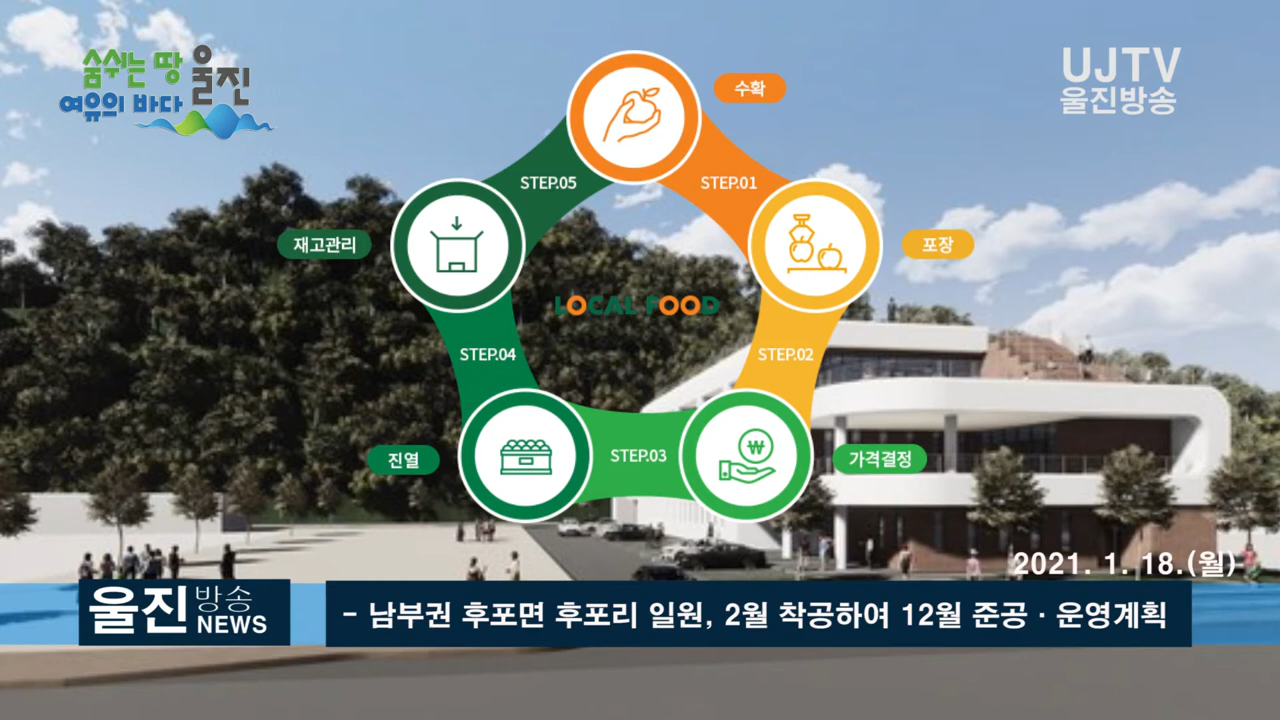 숨쉬는 땅
여유의 바다
울진
UJTV
울진방송
수확
STEP.05
STEP.01
재고관리
포장
LOCAL FOOD
STEP.04
STEP.02
진열
STEP.03
₩
가격결정
2021. 1. 18.(월)
울진 방송
NEWS
- 남부권 후포면 후포리 일원, 2월 착공하여 12월 준공 · 운영계획